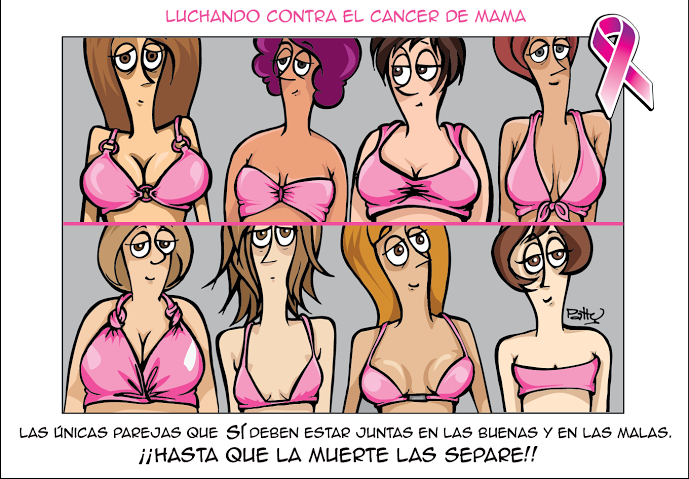 LUCHANDO CONTRA EL CANCER DE MAMA
Patty
LAS ÚNICAS PAREJAS QUE SÍ DEBEN ESTAR JUNTAS EN LAS BUENAS Y EN LAS MALAS.
¡¡HASTA QUE LA MUERTE LAS SEPARE!!